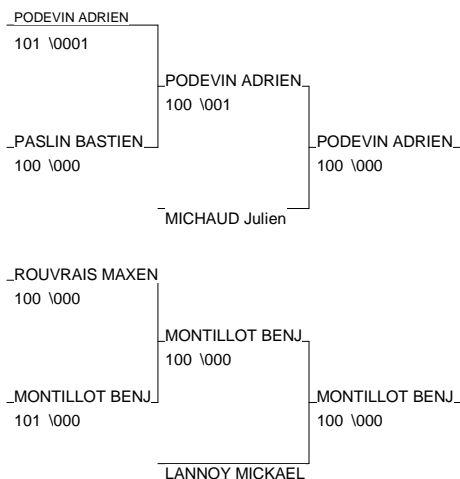 PODEVIN ADRIEN
101 \0001
PODEVIN ADRIEN
100 \001
PASLIN BASTIEN
100 \000
PODEVIN ADRIEN
100 \000
MICHAUD Julien
ROUVRAIS MAXEN
100 \000
MONTILLOT BENJ
100 \000
MONTILLOT BENJ
101 \000
MONTILLOT BENJ
100 \000
LANNOY MICKAEL